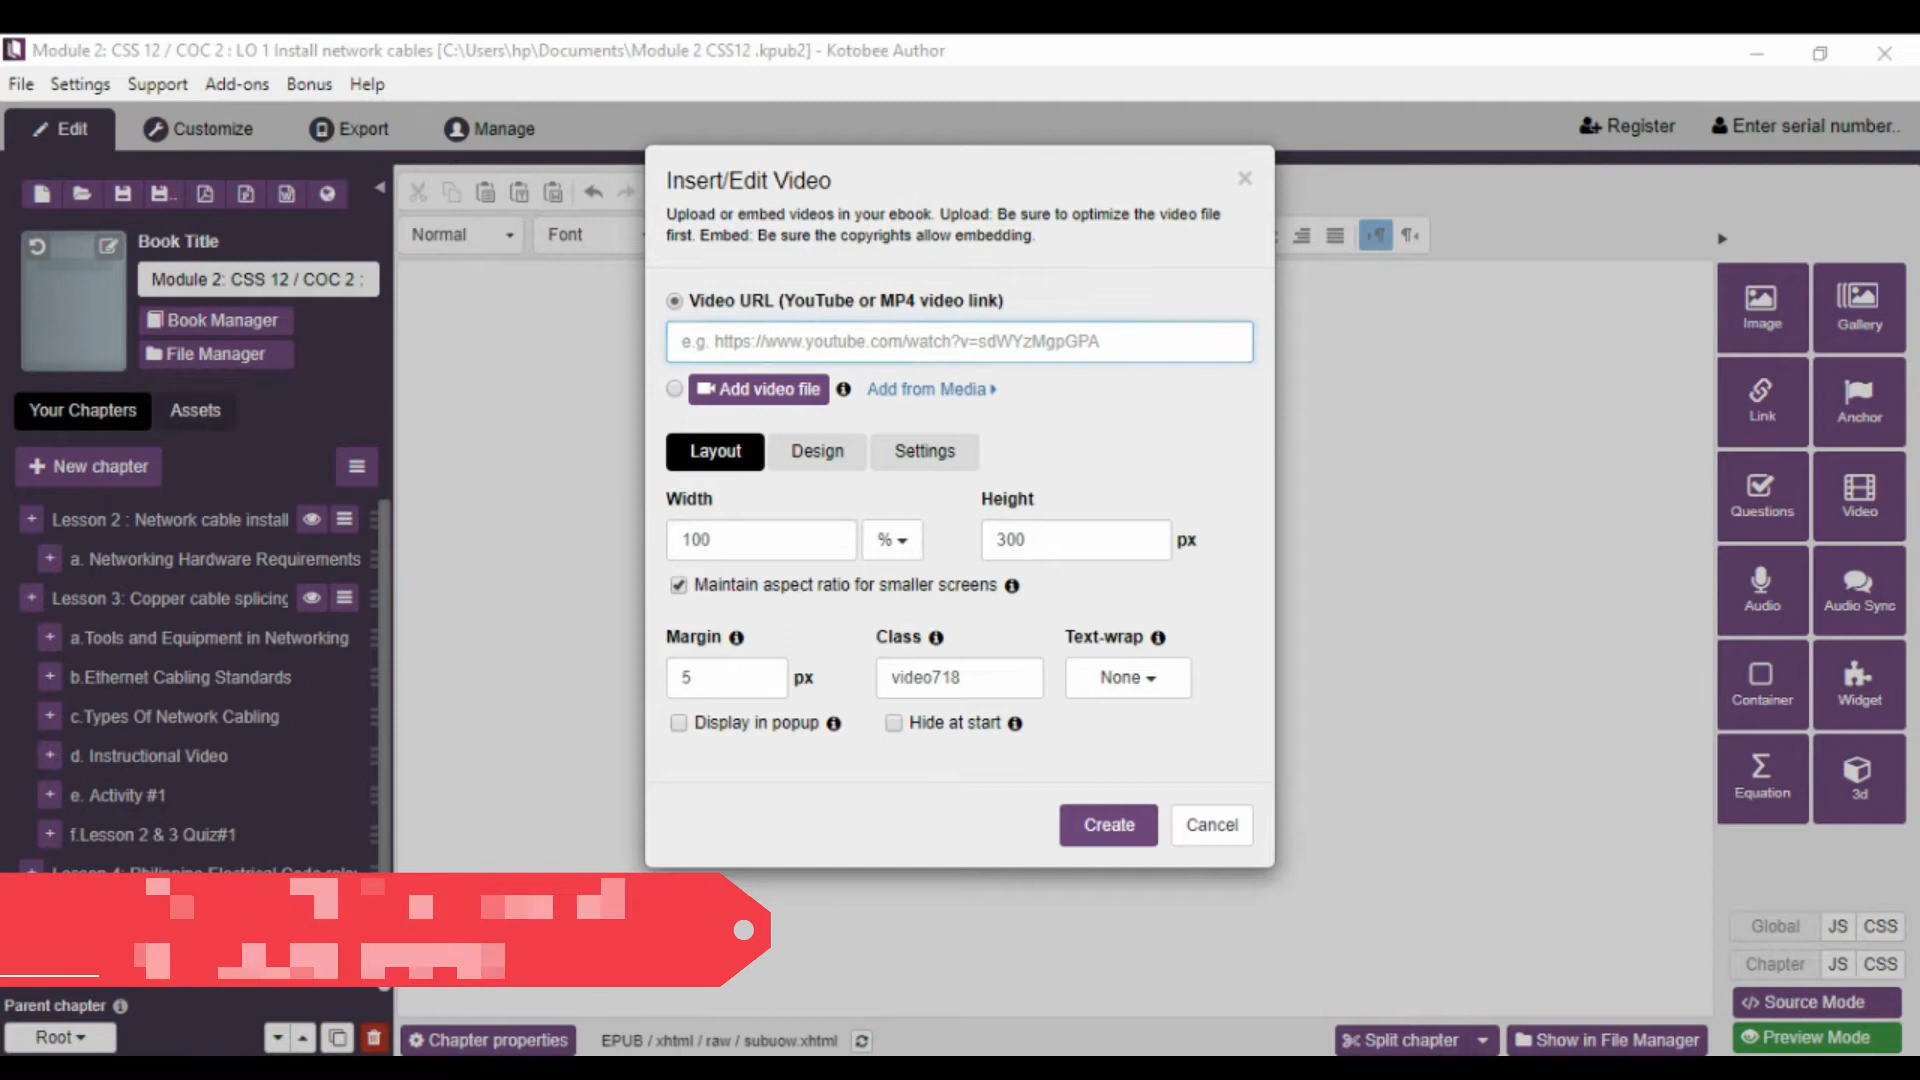 Module 2: CSS 12 / COC 2 : LO 1 Install network cables [C:\Users\hp\Documents\Module 2 CSS12 .kpub2] - Kotobee Author
File Settings Support Add-ons Bonus Help
Edit Customize Export Manage Register Enter serial number..
Book Title
Module 2: CSS 12 / COC 2 :
Book Manager
File Manager
Your Chapters Assets
New chapter
Lesson 2 : Network cable install
a. Networking Hardware Requirements
Lesson 3: Copper cable splicing
a.Tools and Equipment in Networking
b.Ethernet Cabling Standards
c.Types Of Network Cabling
d. Instructional Video
e. Activity #1
f.Lesson 2 & 3 Quiz#1
Parent chapter
Root
Normal Font
Insert/Edit Video
Upload or embed videos in your ebook. Upload: Be sure to optimize the video file
first. Embed: Be sure the copyrights allow embedding.
Video URL (YouTube or MP4 video link)
e.g. https://www.youtube.com/watch?v=sdWYzMgpGPA
Add video file Add from Media
Layout Design Settings
Width Height
100 % 300 px
Maintain aspect ratio for smaller screens
Margin Class Text-wrap
5 px video718 None
Display in popup Hide at start
Create Cancel
Image Gallery
Link Anchor
Questions Video
Audio Audio Sync
Container Widget
Equation 3d
Global JS CSS
Chapter JS CSS
Source Mode
Preview Mode
Chapter properties EPUB / xhtml / raw / subuow.xhtml Split chapter Show in File Manager